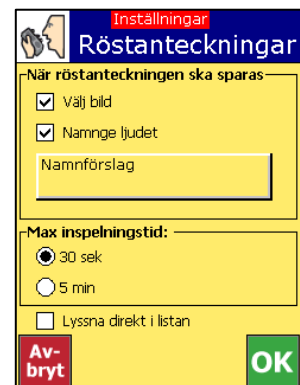 Inställningar
Röstanteckningar
När röstanteckningen ska sparas
Välj bild
Namnge ljudet
Namnförslag
Max inspelningstid:
30 sek
5 min
Lyssna direkt i listan
Av-
bryt
OK